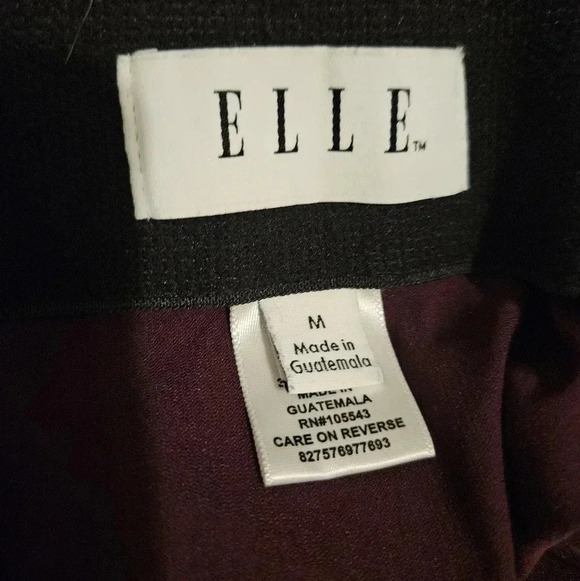 ELLE™
M
Made in
Guatemala
MADE IN
GUATEMALA
RN#105543
CARE ON REVERSE
827576977693